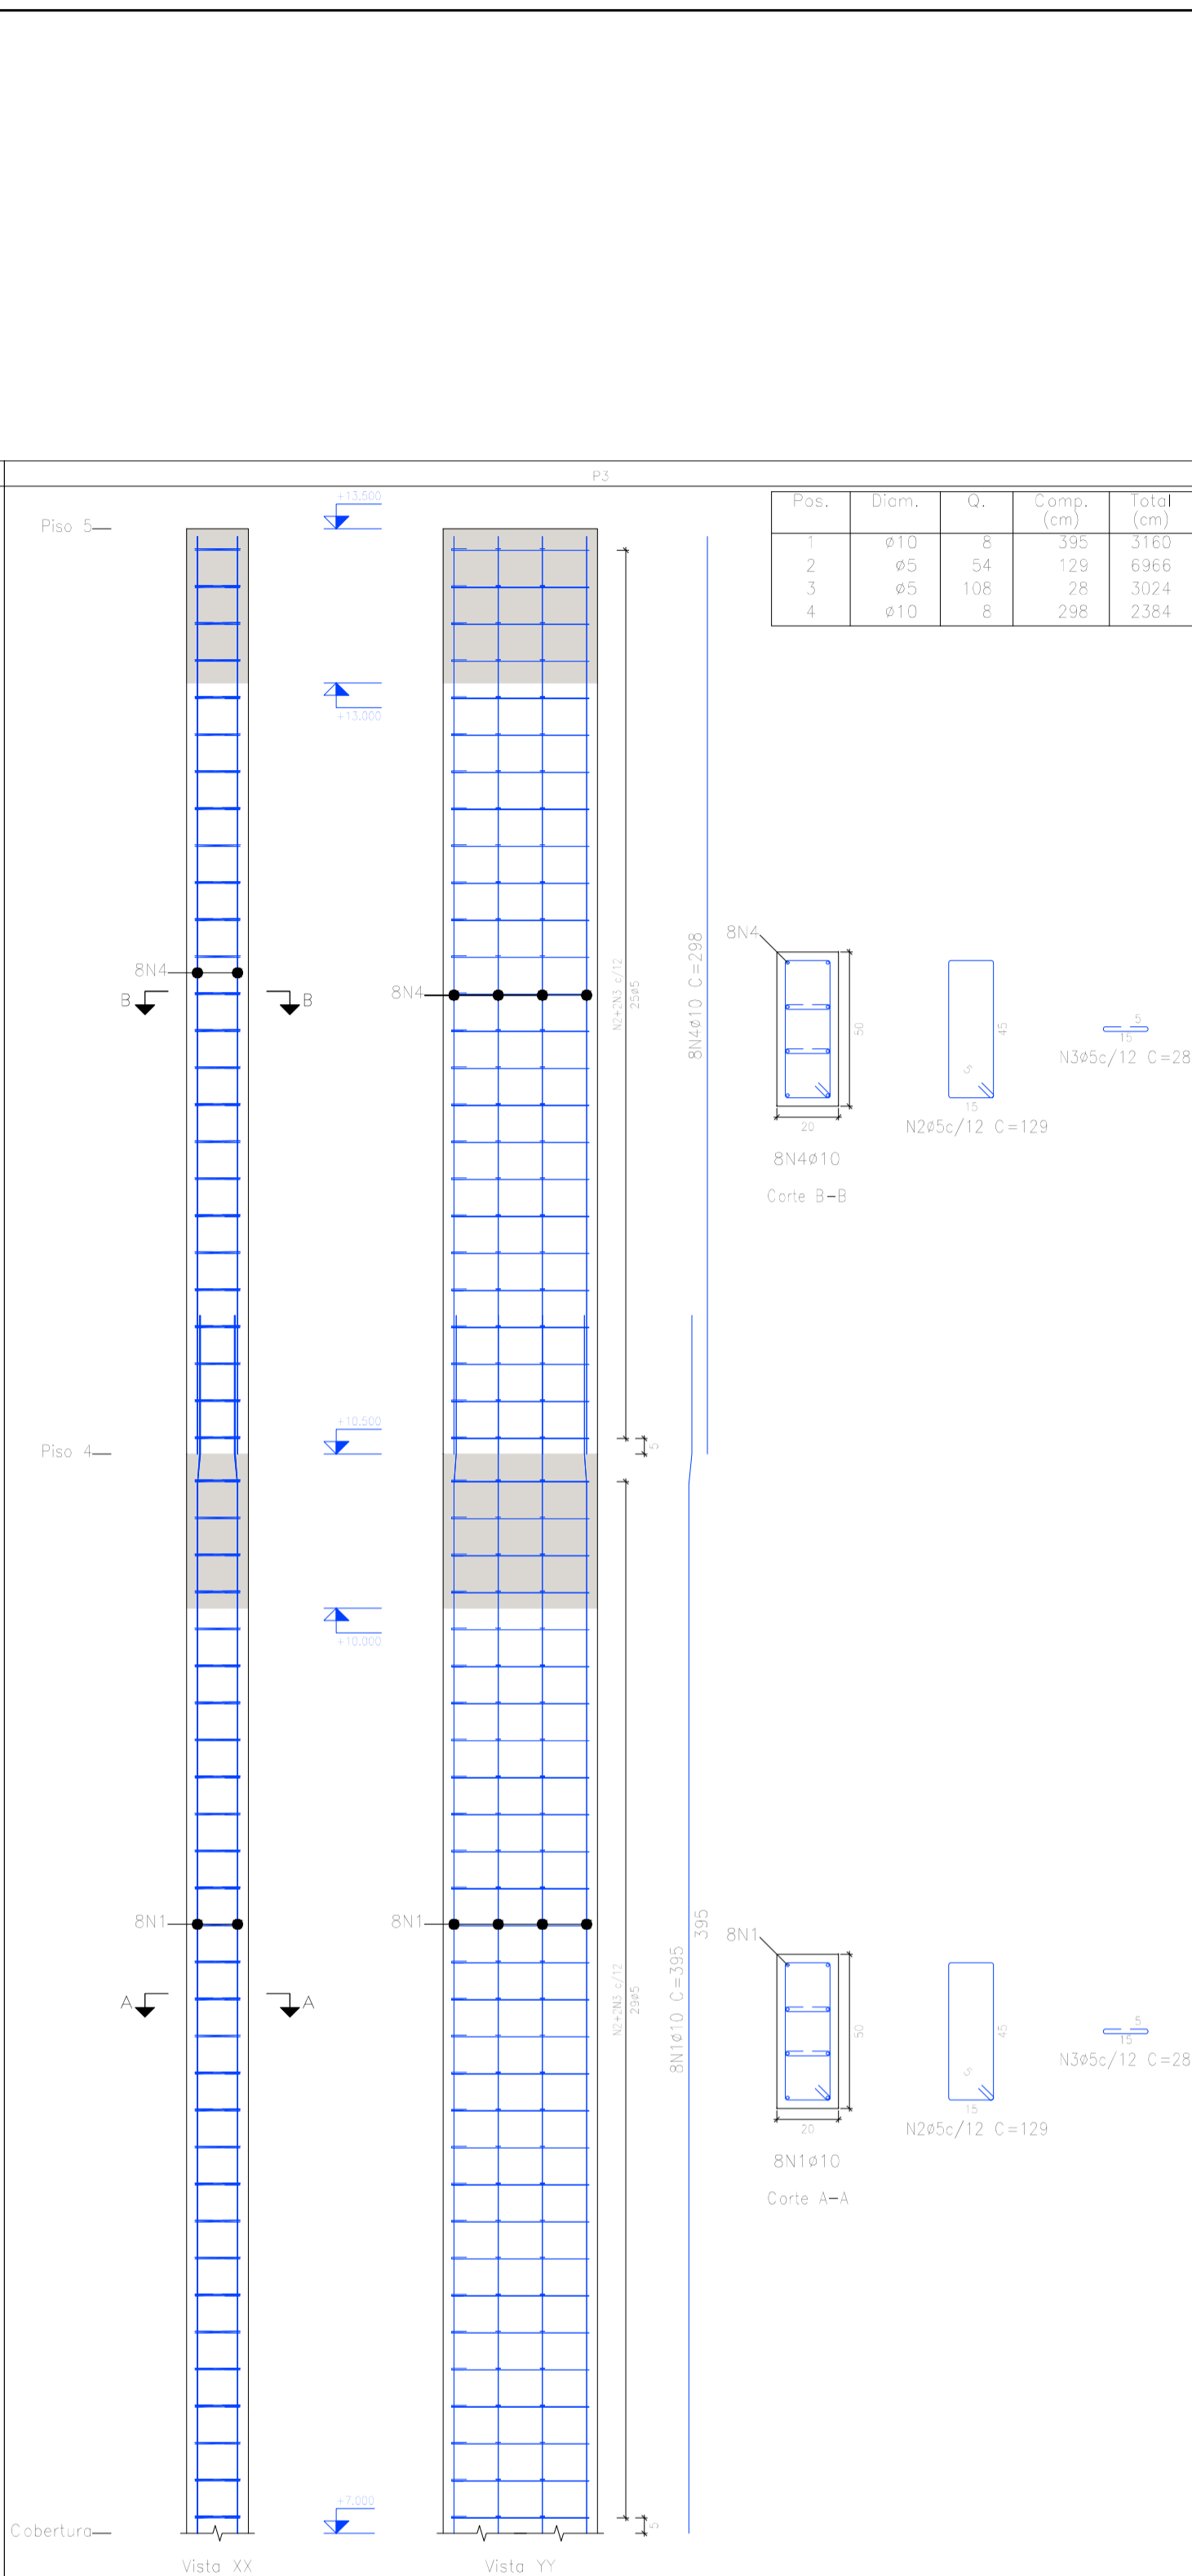 P3
Pos. Diam. Q. Comp. (cm) Total (cm)
1 ø10 8 395 3160
2 ø5 54 129 6966
3 ø5 108 28 3024
4 ø10 8 298 2384
Piso 5
+13.500
+13.000
8N4
B B
8N4
N2+2N3 c/12
25ø5
8N4ø10 C=298
8N4
50
20
8N4ø10
Corte B-B
45
5
15
N2ø5c/12 C=129
5
15
N3ø5c/12 C=28
Piso 4
+10.500
5
+10.000
8N1
8N1
A A
N2+2N3 c/12
29ø5
8N1ø10 C=395
395
8N1
50
20
8N1ø10
Corte A-A
45
5
15
N2ø5c/12 C=129
5
15
N3ø5c/12 C=28
+7.000
5
Cobertura
Vista XX
Vista YY